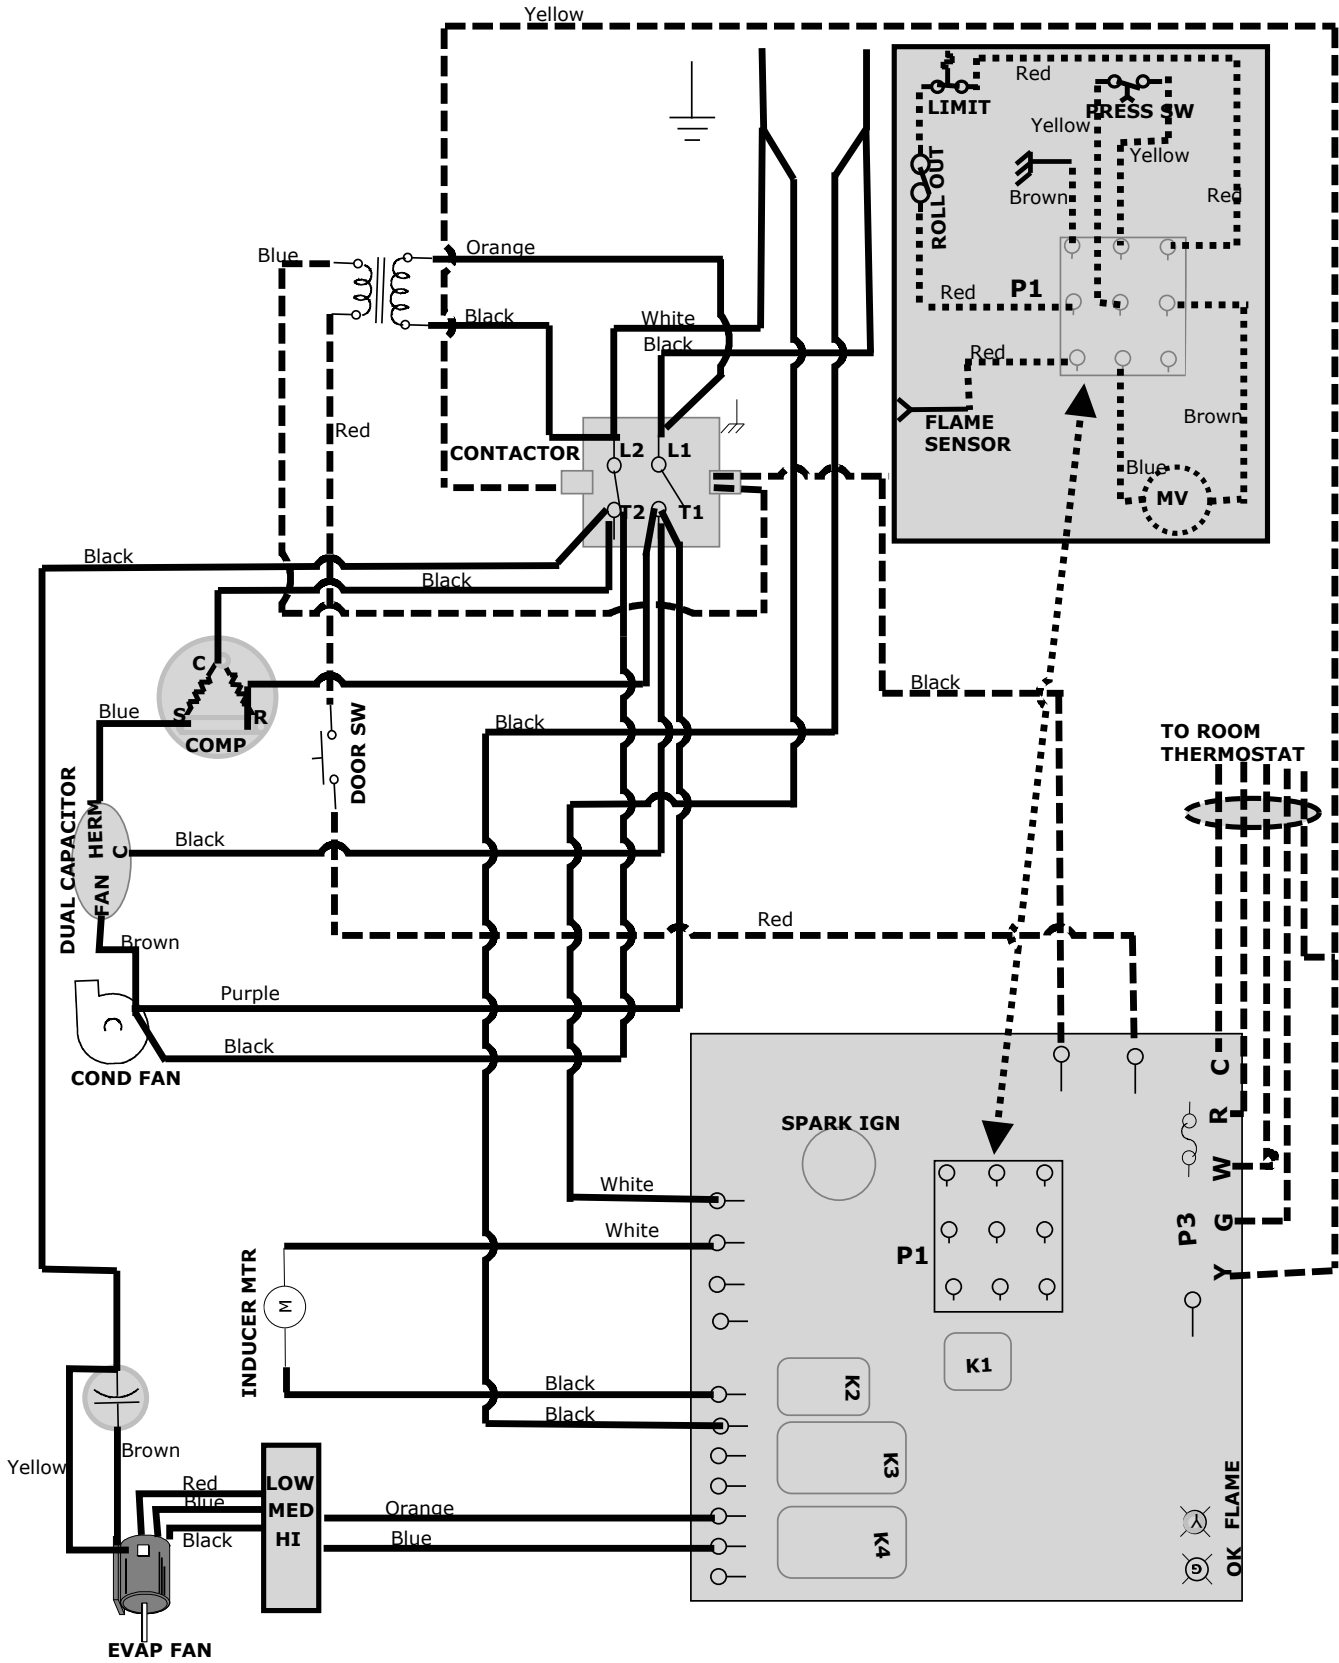 Yellow
Red
LIMIT
PRESS SW
Yellow
Yellow
ROLL OUT
Brown
Red
Blue
Orange
Red
P1
Black
White
Black
Red
Red
FLAME
SENSOR
Brown
Blue
MV
CONTACTOR
L2
L1
T2
T1
Black
Black
C
S
R
COMP
Blue
Black
Black
DOOR SW
TO ROOM
THERMOSTAT
DUAL CAPACITOR
HERM
C
FAN
Black
Brown
Red
Purple
Black
COND FAN
SPARK IGN
C
R
W
P3
G
Y
White
White
P1
INDUCER MTR
M
K1
K2
Black
Black
K3
K4
Yellow
Brown
Red
Blue
Black
LOW
MED
HI
Orange
Blue
FLAME
Y
OK
G
EVAP FAN